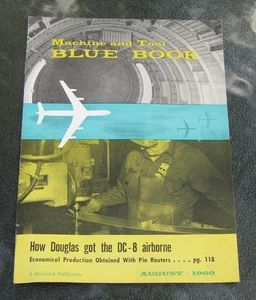 Machine and Tool
BLUE BOOK
How Douglas got the DC-8 airborne
Economical Production Obtained With Pin Routers . . . . pg. 118
A Hitchcock Publication
AUGUST - 1960